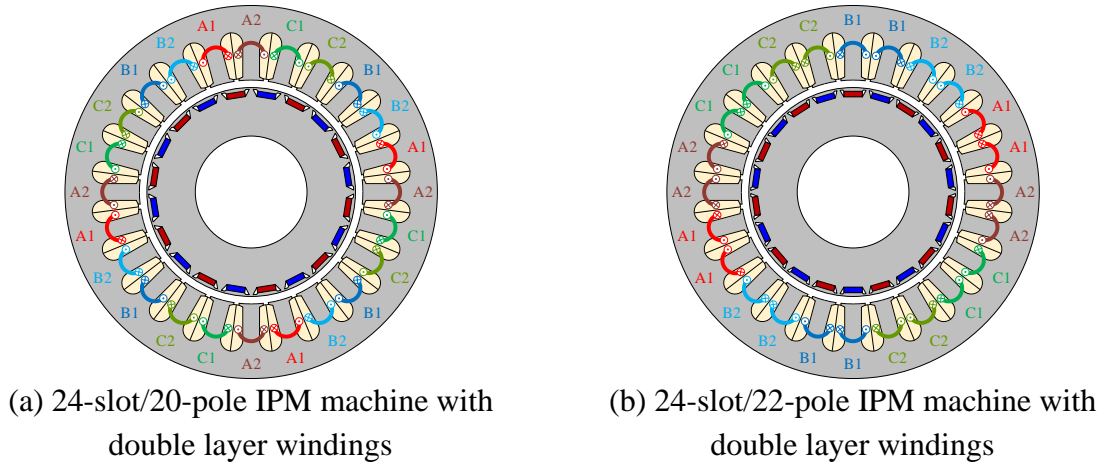 A2
C1
C2
B1
B2
A1
A2
C1
C2
B1
B2
A1
A2
C1
C2
B1
B2
A1
A2
C1
C2
B1
B2
A1
(a) 24-slot/20-pole IPM machine with
double layer windings
B1
B1
B2
B2
A1
A1
A2
A2
C1
C1
C2
C2
B1
B1
B2
B2
A1
A1
A2
A2
C1
C1
C2
C2
(b) 24-slot/22-pole IPM machine with
double layer windings